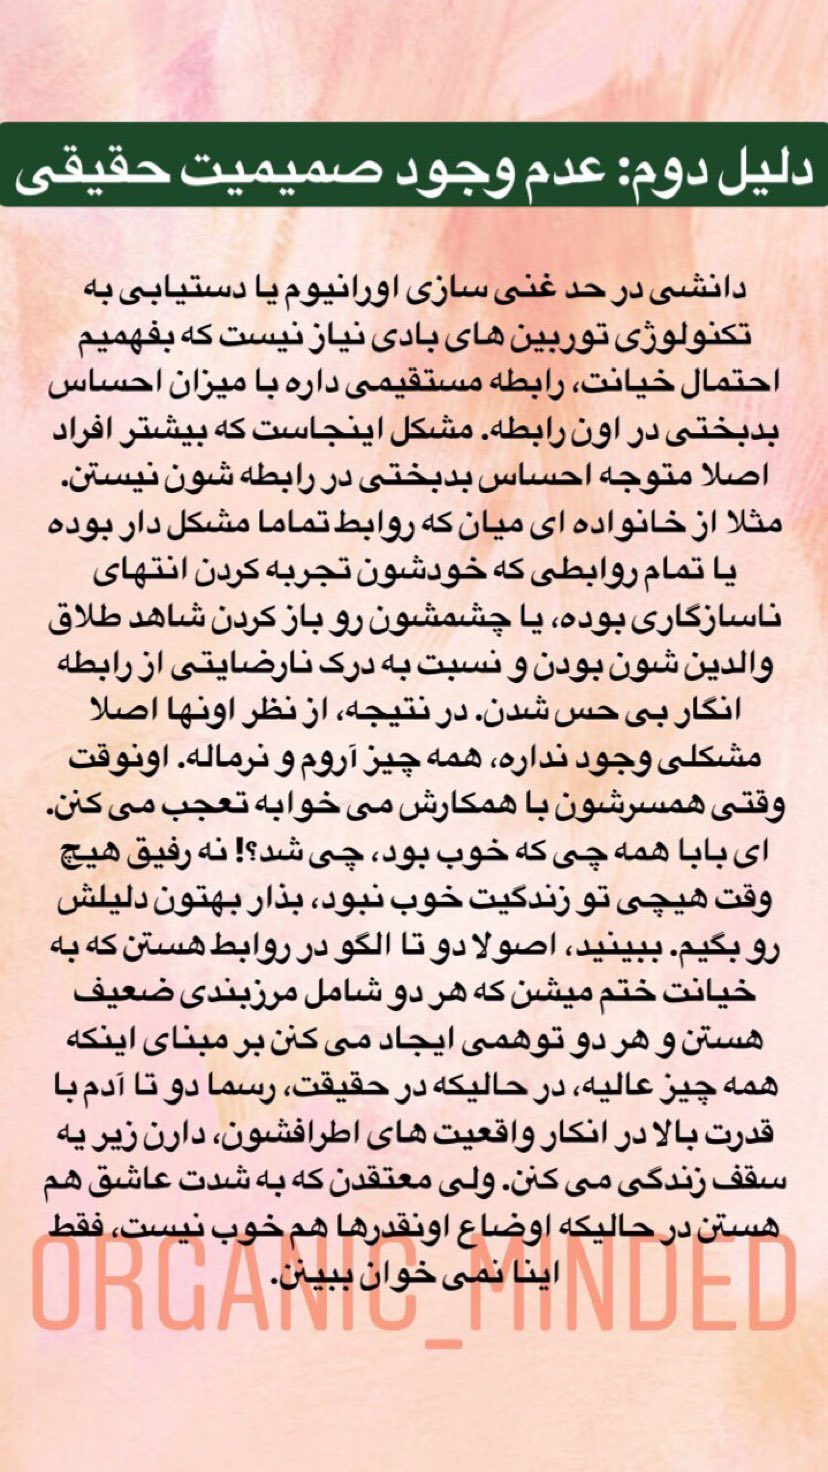 دلیل دوم: عدم وجود صمیمیت حقیقی
دانشی در حد غنی سازی اورانیوم یا دستیابی به
تکنولوژی توربین های بادی نیاز نیست که بفهمیم
احتمال خیانت، رابطه مستقیمی داره با میزان احساس
بدبختی در اون رابطه. مشکل اینجاست که بیشتر افراد
اصلا متوجه احساس بدبختی در رابطه شون نیستن.
مثلا از خانواده ای میان که روابط تماما مشکل دار بوده
یا تمام روابطی که خودشون تجربه کردن انتهای
ناسازگاری بوده، یا چشمشون رو باز کردن شاهد طلاق
والدین شون بودن و نسبت به درک نارضایتی از رابطه
انگار بی حس شدن. در نتیجه، از نظر اونها اصلا
مشکلی وجود نداره، همه چیز آروم و نرماله. اونوقت
وقتی همسرشون با همکارش می خوابه تعجب می کنن.
ای بابا همه چی که خوب بود، چی شد؟! نه رفیق هیچ
وقت هیچی تو زندگیت خوب نبود، بذار بهتون دلیلش
رو بگیم. ببینید، اصولا دو تا الگو در روابط هستن که به
خیانت ختم میشن که هر دو شامل مرزبندی ضعیف
هستن و هر دو توهمی ایجاد می کنن بر مبنای اینکه
همه چیز عالیه، در حالیکه در حقیقت، رسما دو تا آدم با
قدرت بالا در انکار واقعیت های اطرافشون، دارن زیر یه
سقف زندگی می کنن. ولی معتقدن که به شدت عاشق هم
هستن در حالیکه اوضاع اونقدرها هم خوب نیست، فقط
اینا نمی خوان ببینن.
ORGANIC_MINDED